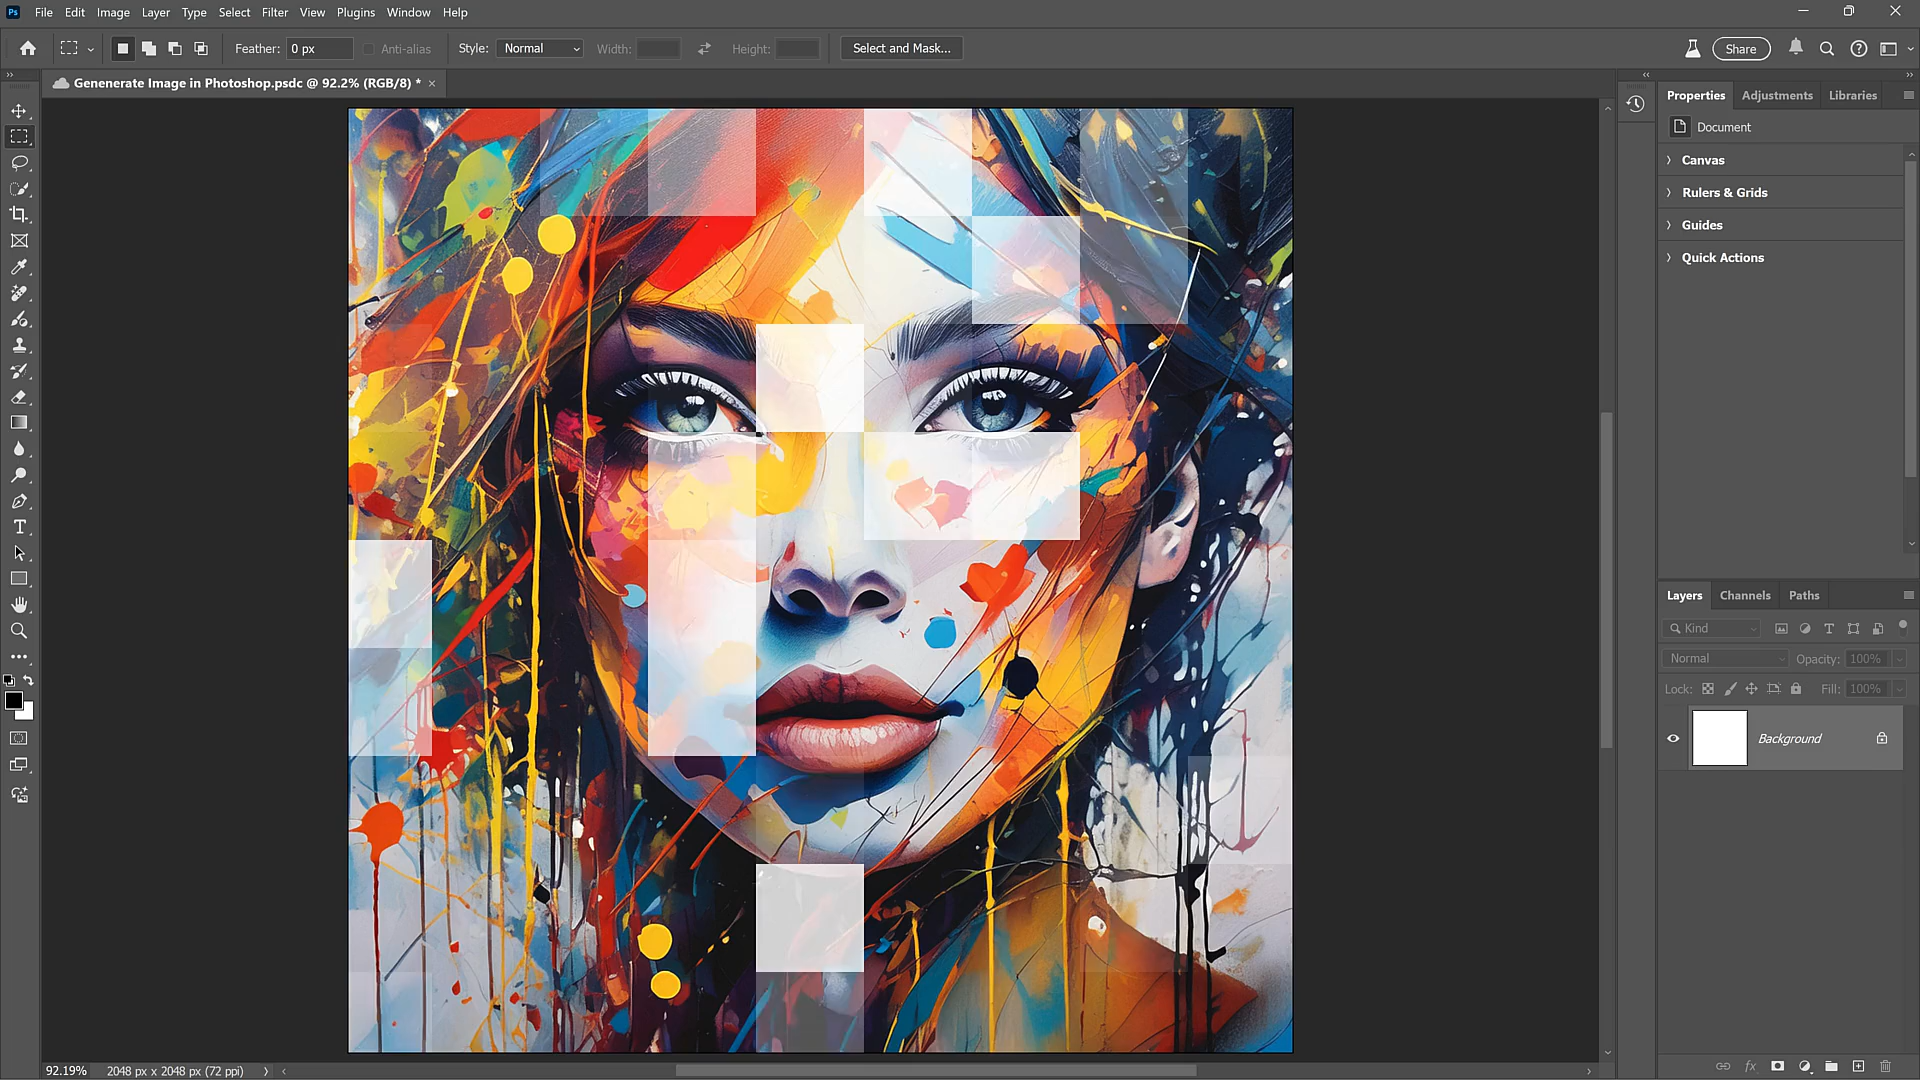 Ps File Edit Image Layer Type Select Filter View Plugins Window Help
Feather: 0 px Anti-alias Style: Normal Width: Height: Select and Mask... Share
Genenerate Image in Photoshop.psdc @ 92.2% (RGB/8) *
Properties Adjustments Libraries
Document
Canvas
Rulers & Grids
Guides
Quick Actions
Layers Channels Paths
Kind
Normal Opacity: 100%
Lock: Fill: 100%
Background
fx
92.19% 2048 px x 2048 px (72 ppi)